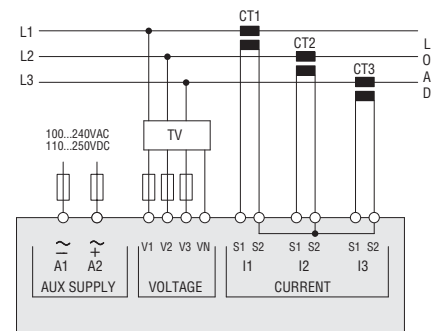 CT1
L1
CT2
L2
CT3
L3
LOAD
100...240VAC
110...250VDC
TV
V1 V2 V3 VN
S1 S2 S1 S2 S1 S2
~
–
~
+
A1 A2
I1 I2 I3
AUX SUPPLY VOLTAGE CURRENT